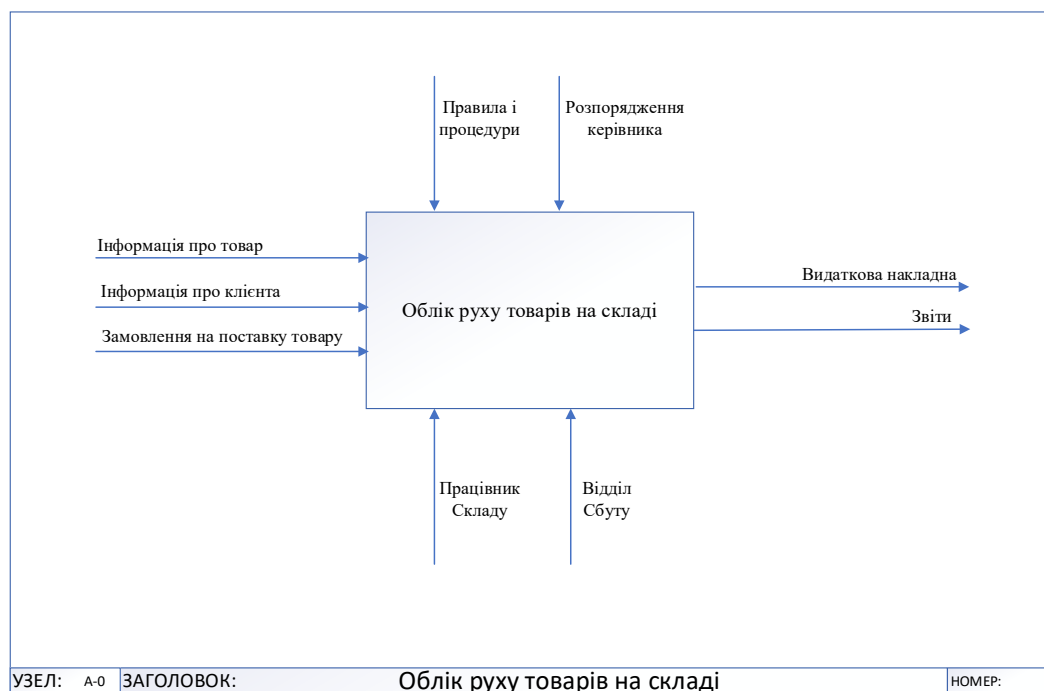 Правила і
процедури
Розпорядження
керівника
Інформація про товар
Інформація про клієнта
Замовлення на поставку товару
Облік руху товарів на складі
Видаткова накладна
Звіти
Працівник
Складу
Відділ
Сбуту
УЗЕЛ: А-0 ЗАГОЛОВОК: Облік руху товарів на складі НОМЕР: